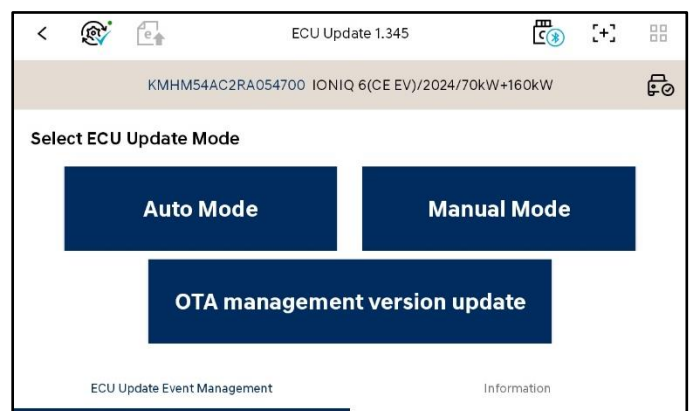 ECU Update 1.345
KMHM54AC2RA054700 IONIQ 6(CE EV)/2024/70kW+160kW
Select ECU Update Mode
Auto Mode
Manual Mode
OTA management version update
ECU Update Event Management
Information